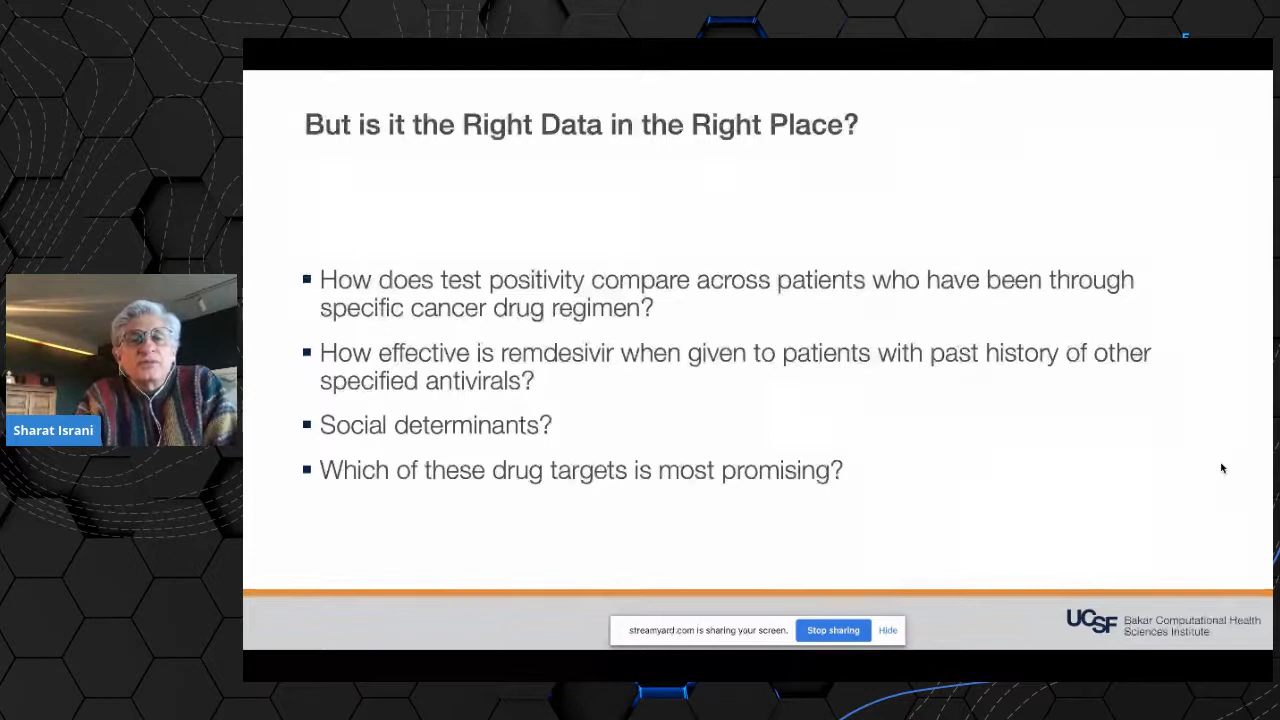 But is it the Right Data in the Right Place?
How does test positivity compare across patients who have been through
specific cancer drug regimen?
How effective is remdesivir when given to patients with past history of other
specified antivirals?
Social determinants?
Which of these drug targets is most promising?
Sharat Israni
streamyard.com is sharing your screen.
Stop sharing
Hide
UCSF
Bakar Computational Health
Sciences Institute